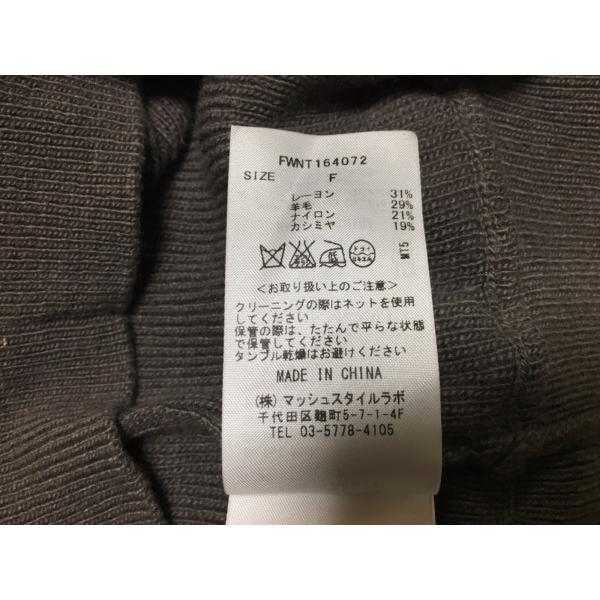 FWNT164072
SIZE F
レーヨン 31%
羊毛 29%
ナイロン 21%
カシミヤ 19%
MT5
<お取り扱い上のご注意>
クリーニングの際はネットを使用
してください
保管の際は、たたんで平らな状態
で保管してください
タンブル乾燥はお避けください
MADE IN CHINA
(株) マッシュスタイルラボ
千代田区麹町5-7-1-4F
TEL 03-5778-4105